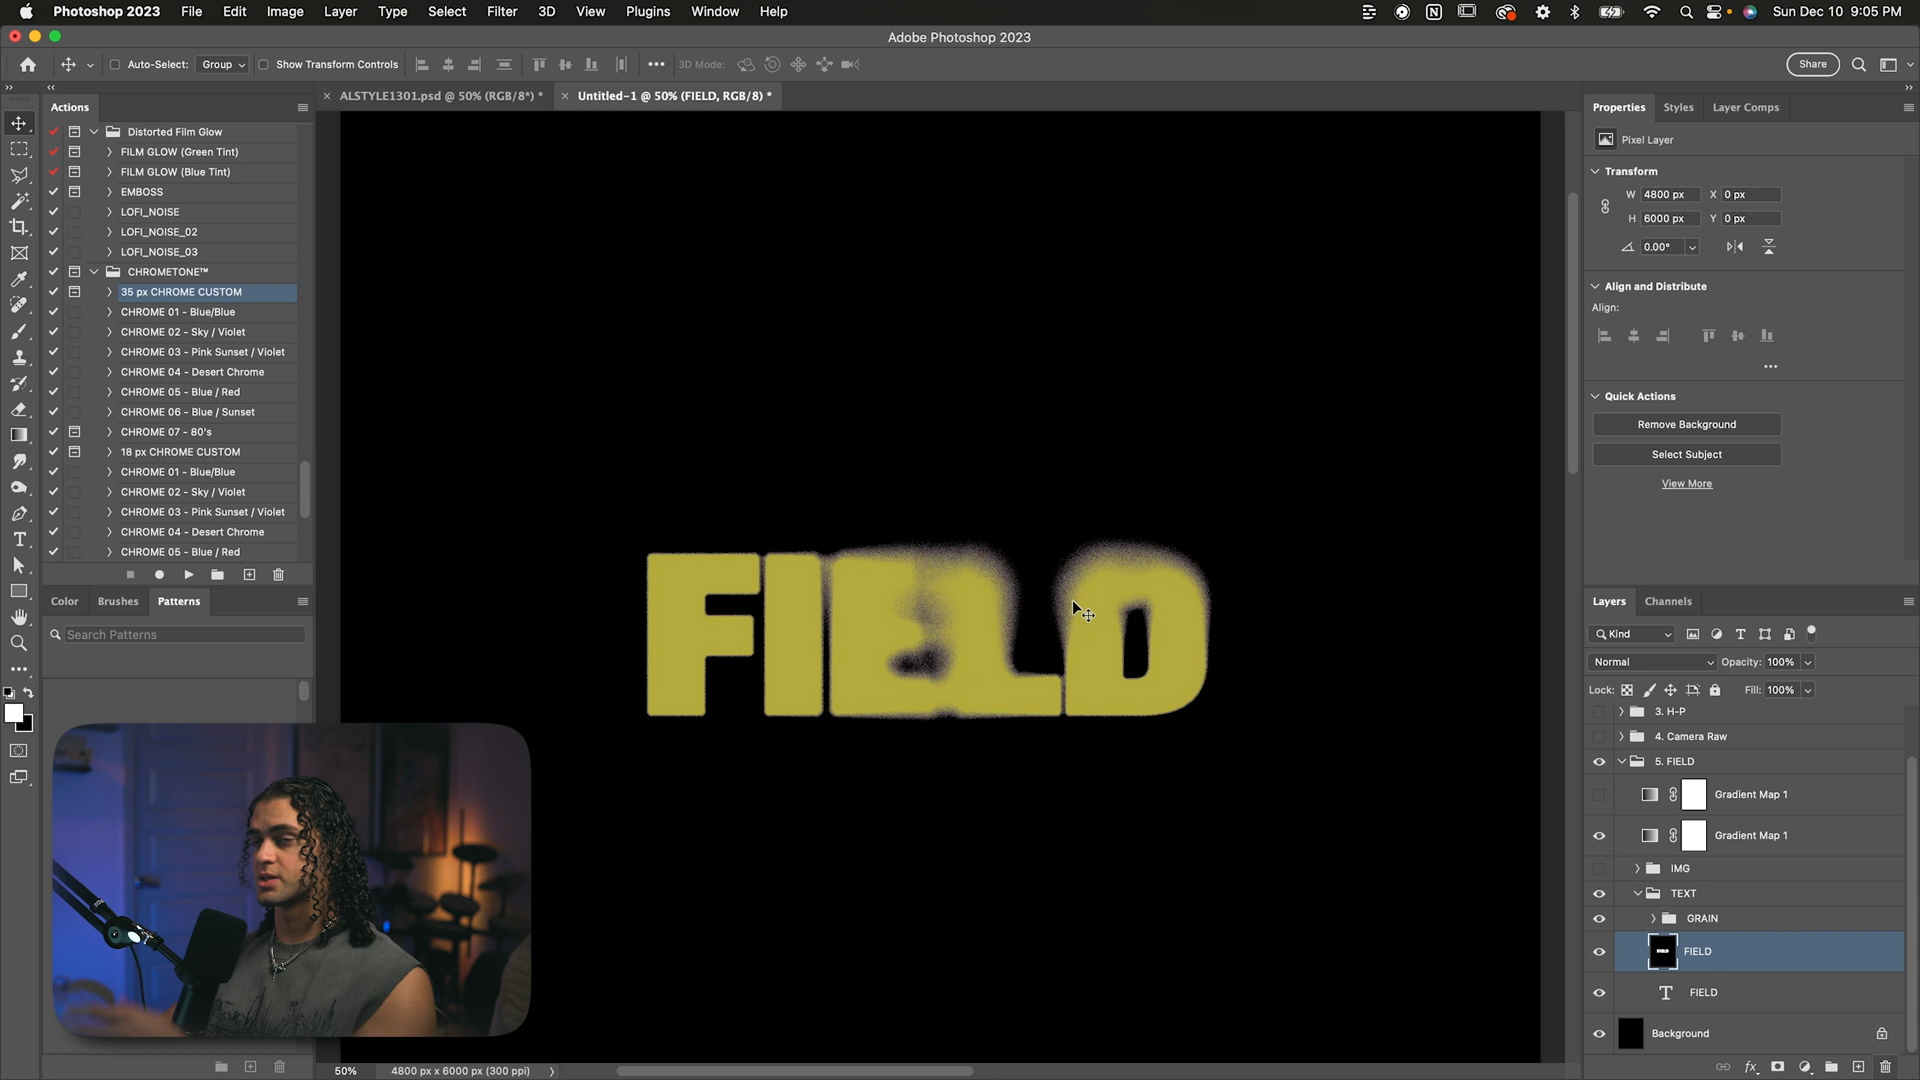 Photoshop 2023 File Edit Image Layer Type Select Filter 3D View Plugins Window Help Sun Dec 10 9:05 PM
Adobe Photoshop 2023
Auto-Select: Group Show Transform Controls 3D Mode: Share
Actions
Distorted Film Glow
FILM GLOW (Green Tint)
FILM GLOW (Blue Tint)
EMBOSS
LOFI_NOISE
LOFI_NOISE_02
LOFI_NOISE_03
CHROMETONE™
35 px CHROME CUSTOM
CHROME 01 - Blue/Blue
CHROME 02 - Sky / Violet
CHROME 03 - Pink Sunset / Violet
CHROME 04 - Desert Chrome
CHROME 05 - Blue / Red
CHROME 06 - Blue / Sunset
CHROME 07 - 80's
18 px CHROME CUSTOM
CHROME 01 - Blue/Blue
CHROME 02 - Sky / Violet
CHROME 03 - Pink Sunset / Violet
CHROME 04 - Desert Chrome
CHROME 05 - Blue / Red
Color Brushes Patterns
Search Patterns
ALSTYLE1301.psd @ 50% (RGB/8*) * Untitled-1 @ 50% (FIELD, RGB/8) *
FIELD
50% 4800 px x 6000 px (300 ppi)
Properties Styles Layer Comps
Pixel Layer
Transform
W 4800 px X 0 px
H 6000 px Y 0 px
0.00°
Align and Distribute
Align:
Quick Actions
Remove Background
Select Subject
View More
Layers Channels
Kind
Normal Opacity: 100%
Lock: Fill: 100%
3. H-P
4. Camera Raw
5. FIELD
Gradient Map 1
Gradient Map 1
IMG
TEXT
GRAIN
FIELD
FIELD
Background